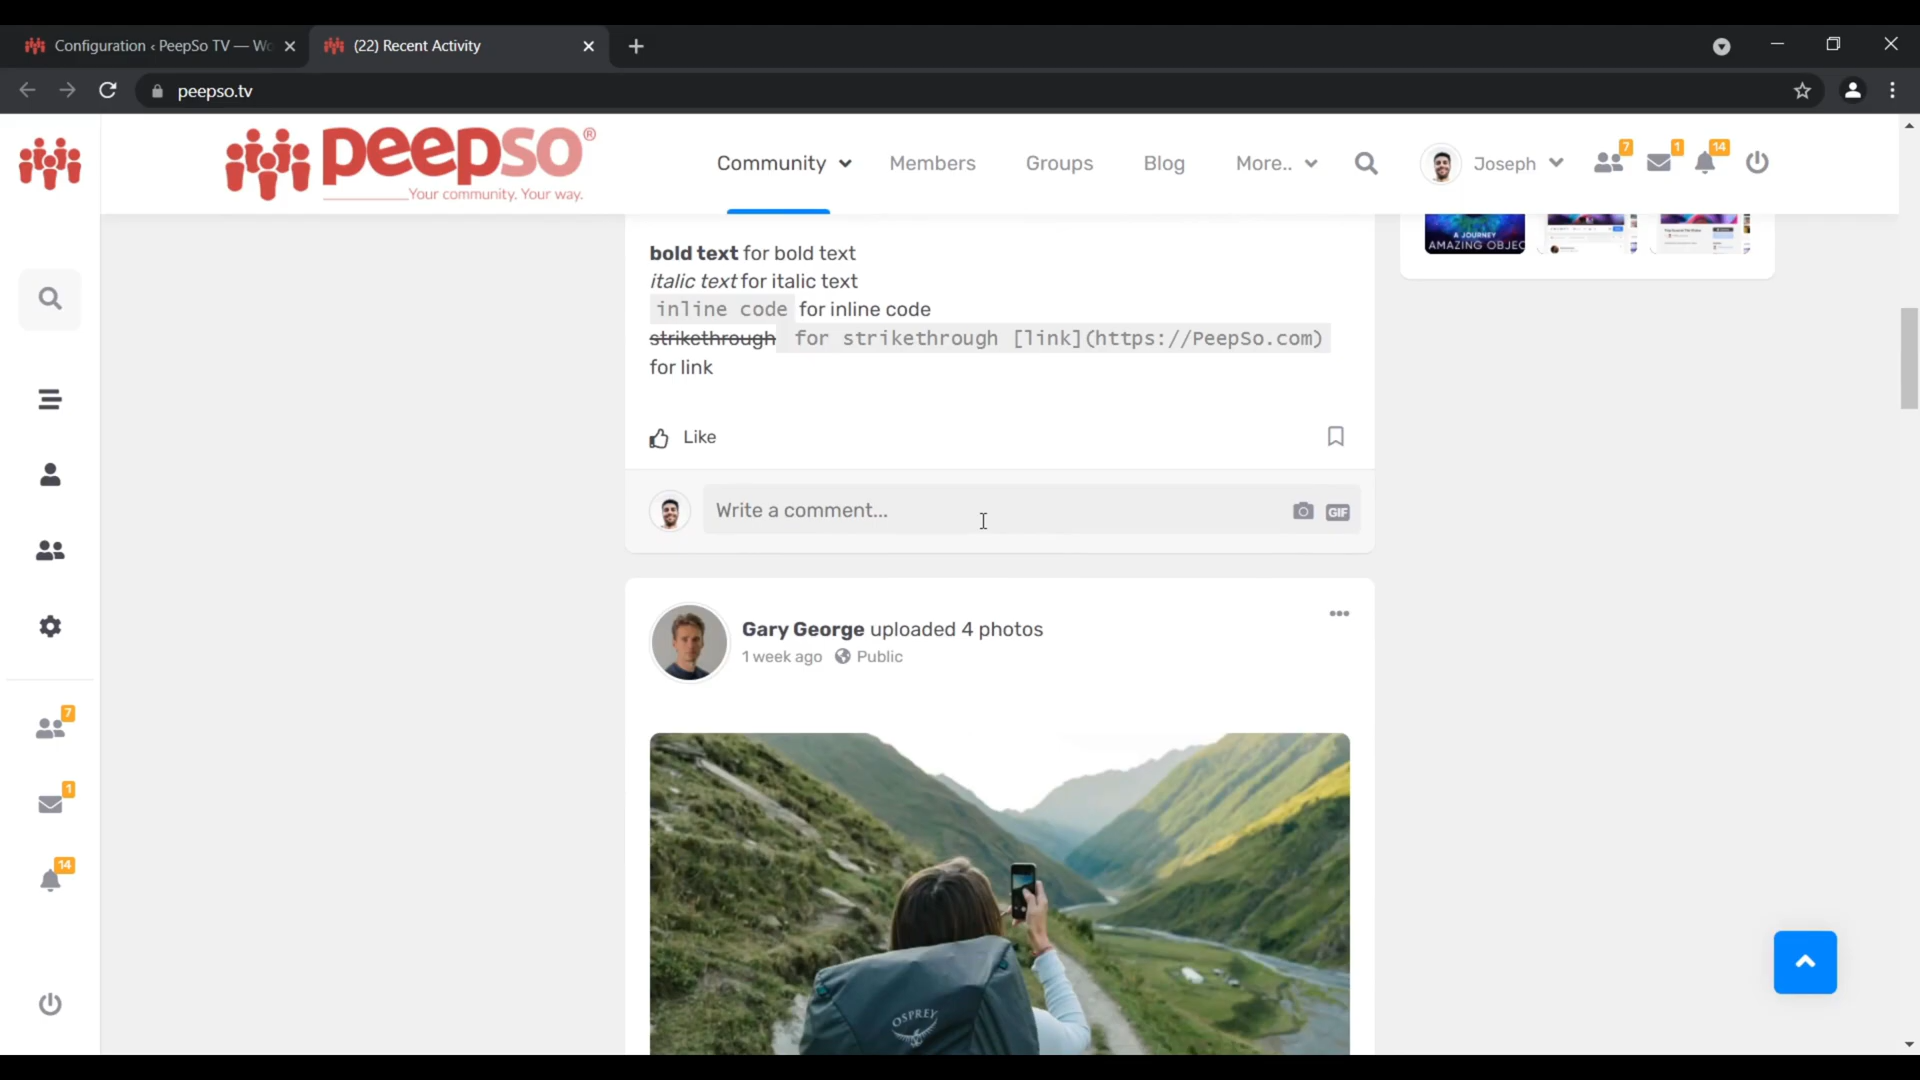 Configuration ‹ PeepSo TV — Wo
(22) Recent Activity
peepso.tv
peepso®
Your community. Your way.
Community
Members
Groups
Blog
More..
Joseph
7
1
14
A JOURNEY
AMAZING OBJEC
bold text for bold text
italic text for italic text
inline code for inline code
strikethrough for strikethrough [link](https://PeepSo.com)
for link
Like
Write a comment...
GIF
Gary George uploaded 4 photos
1 week ago Public
7
1
14
OSPREY